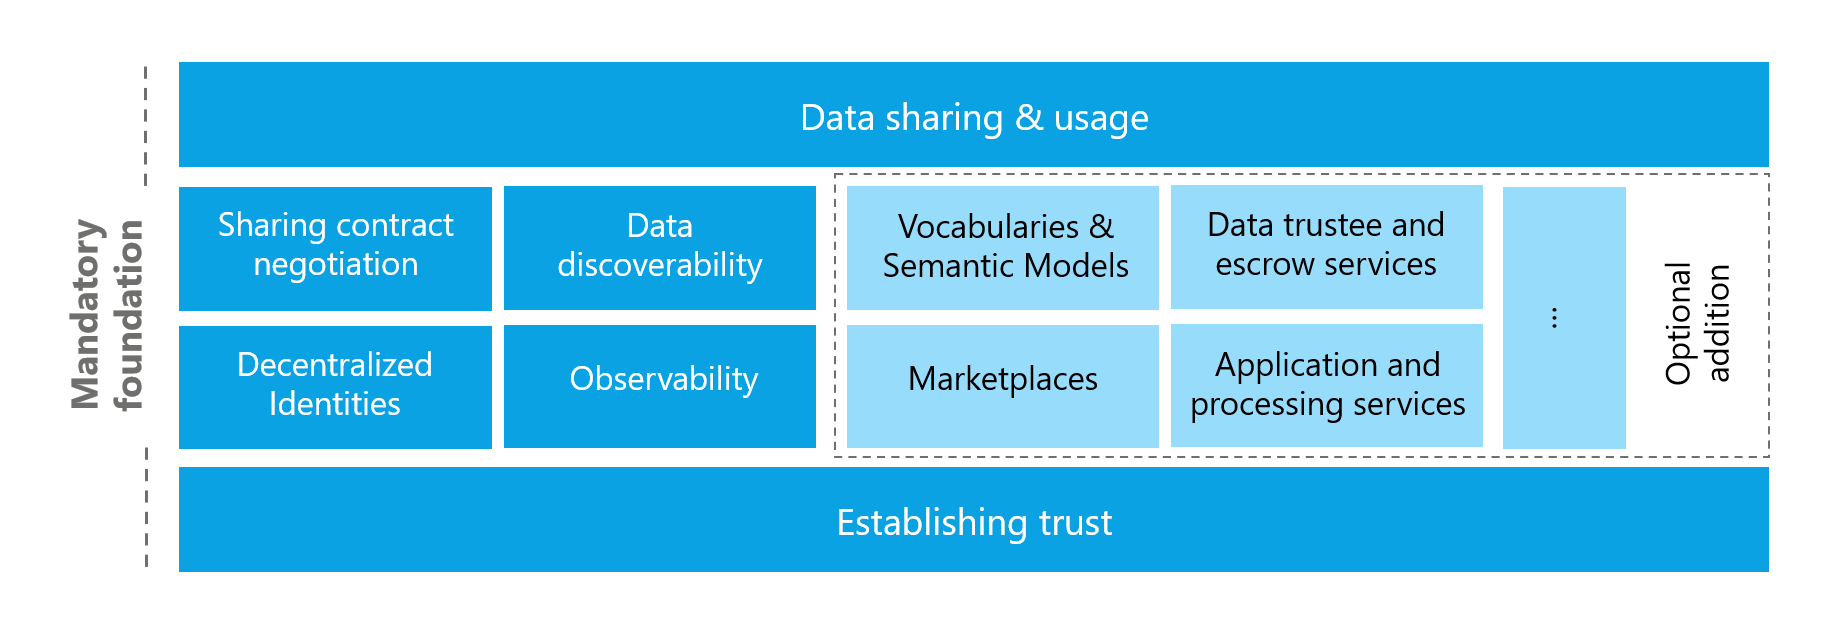 Data sharing & usage
Mandatory
foundation
Sharing contract
negotiation
Data
discoverability
Vocabularies &
Semantic Models
Data trustee and
escrow services
Decentralized
Identities
Observability
Marketplaces
Application and
processing services
...
Optional
addition
Establishing trust